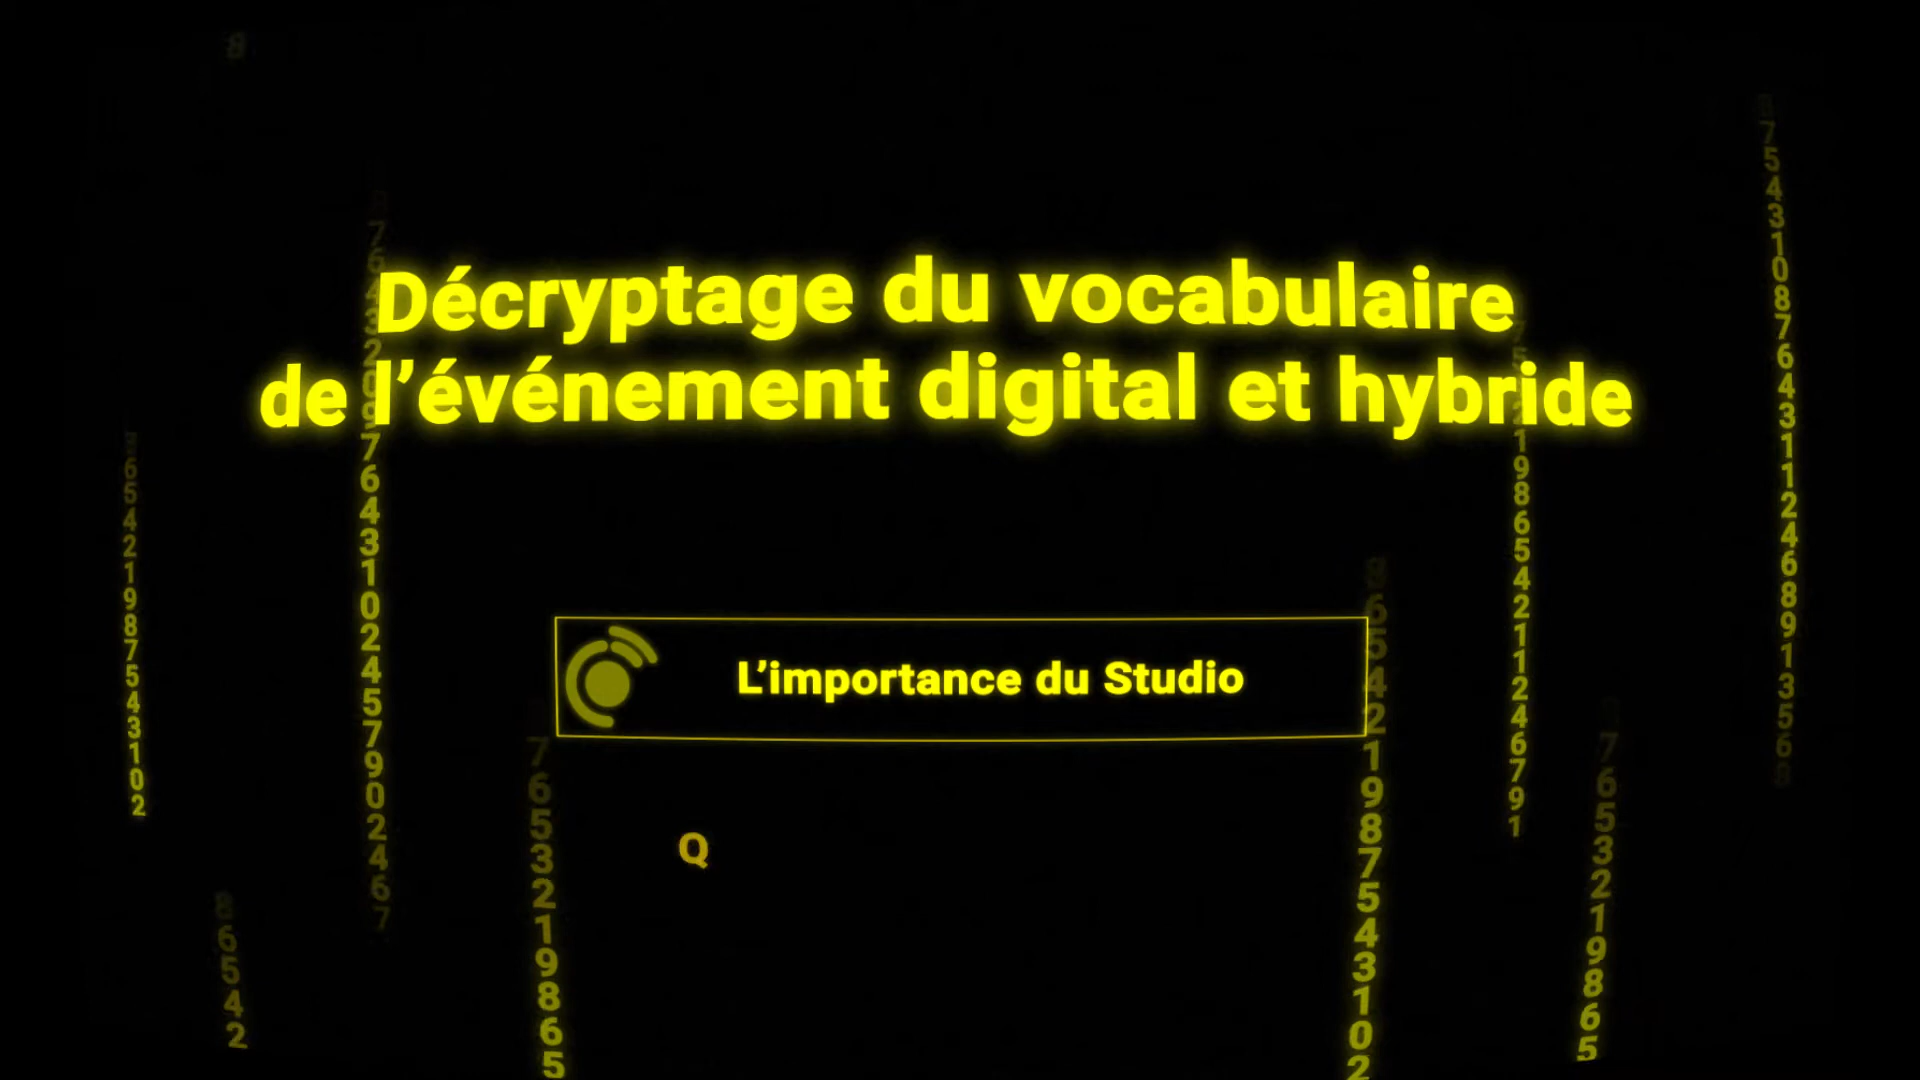 Décryptage du vocabulaire
de l’événement digital et hybride
L’importance du Studio
Q